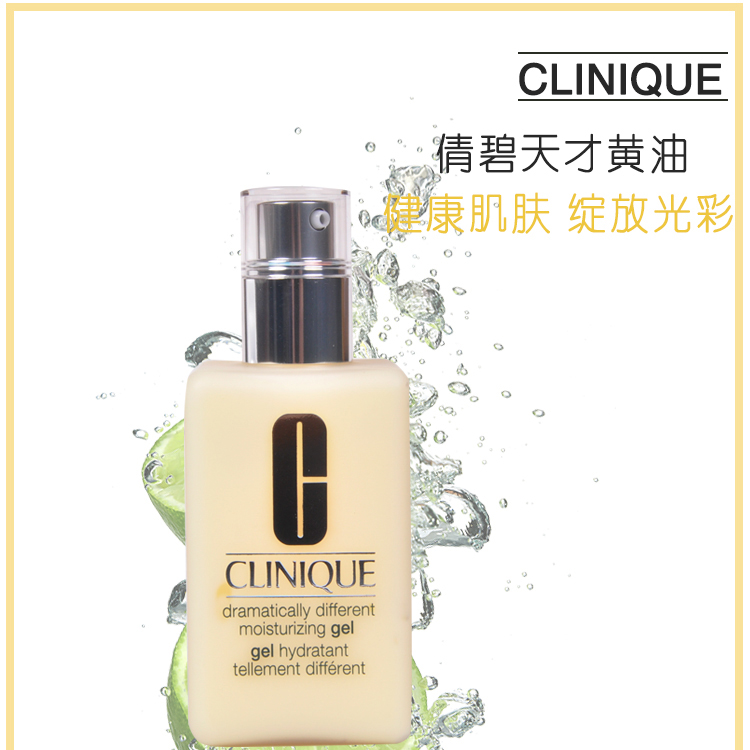 CLINIQUE
倩碧天才黄油
健康肌肤 绽放光彩
CLINIQUE
dramatically different
moisturizing gel
gel hydratant
tellement différent